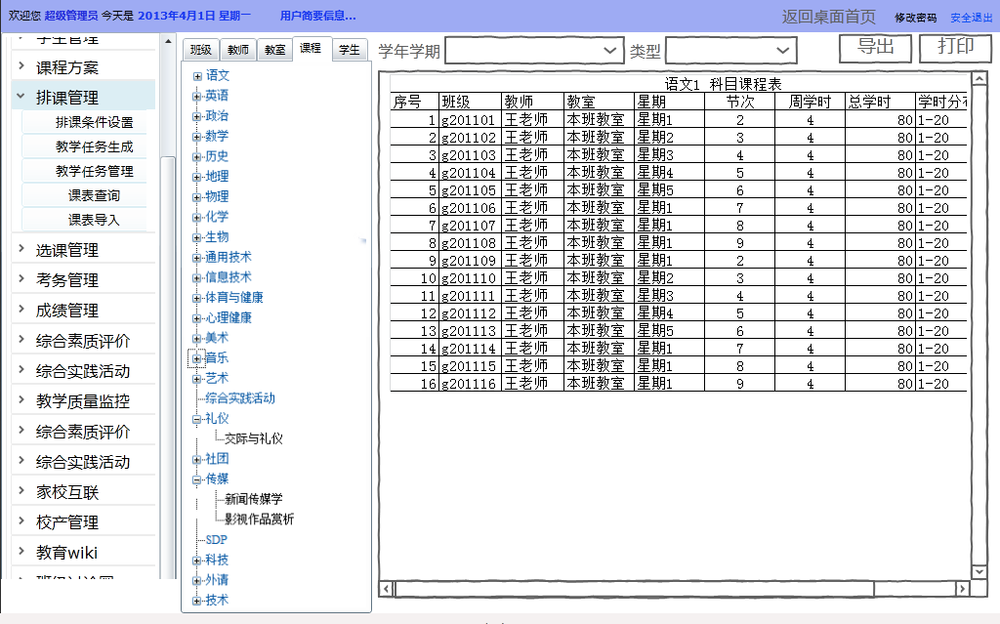 欢迎您 超级管理员 今天是 2013年4月1日 星期一 用户简要信息... 返回桌面首页 修改密码 安全退出
学生管理
课程方案
排课管理
排课条件设置
教学任务生成
教学任务管理
课表查询
课表导入
选课管理
考务管理
成绩管理
综合素质评价
综合实践活动
教学质量监控
综合素质评价
综合实践活动
家校互联
校产管理
教育wiki
班级 教师 教室 课程 学生
语文
英语
政治
数学
历史
地理
物理
化学
生物
通用技术
信息技术
体育与健康
心理健康
美术
音乐
艺术
综合实践活动
礼仪
交际与礼仪
社团
传媒
新闻传媒学
影视作品赏析
SDP
科技
外请
技术
学年学期 类型 导出 打印
语文1 科目课程表
序号 班级 教师 教室 星期 节次 周学时 总学时 学时分
1 g201101 王老师 本班教室 星期1 2 4 80 1-20
2 g201102 王老师 本班教室 星期2 3 4 80 1-20
3 g201103 王老师 本班教室 星期3 4 4 80 1-20
4 g201104 王老师 本班教室 星期4 5 4 80 1-20
5 g201105 王老师 本班教室 星期5 6 4 80 1-20
6 g201106 王老师 本班教室 星期1 7 4 80 1-20
7 g201107 王老师 本班教室 星期1 8 4 80 1-20
8 g201108 王老师 本班教室 星期1 9 4 80 1-20
9 g201109 王老师 本班教室 星期1 2 4 80 1-20
10 g201110 王老师 本班教室 星期2 3 4 80 1-20
11 g201111 王老师 本班教室 星期3 4 4 80 1-20
12 g201112 王老师 本班教室 星期4 5 4 80 1-20
13 g201113 王老师 本班教室 星期5 6 4 80 1-20
14 g201114 王老师 本班教室 星期1 7 4 80 1-20
15 g201115 王老师 本班教室 星期1 8 4 80 1-20
16 g201116 王老师 本班教室 星期1 9 4 80 1-20